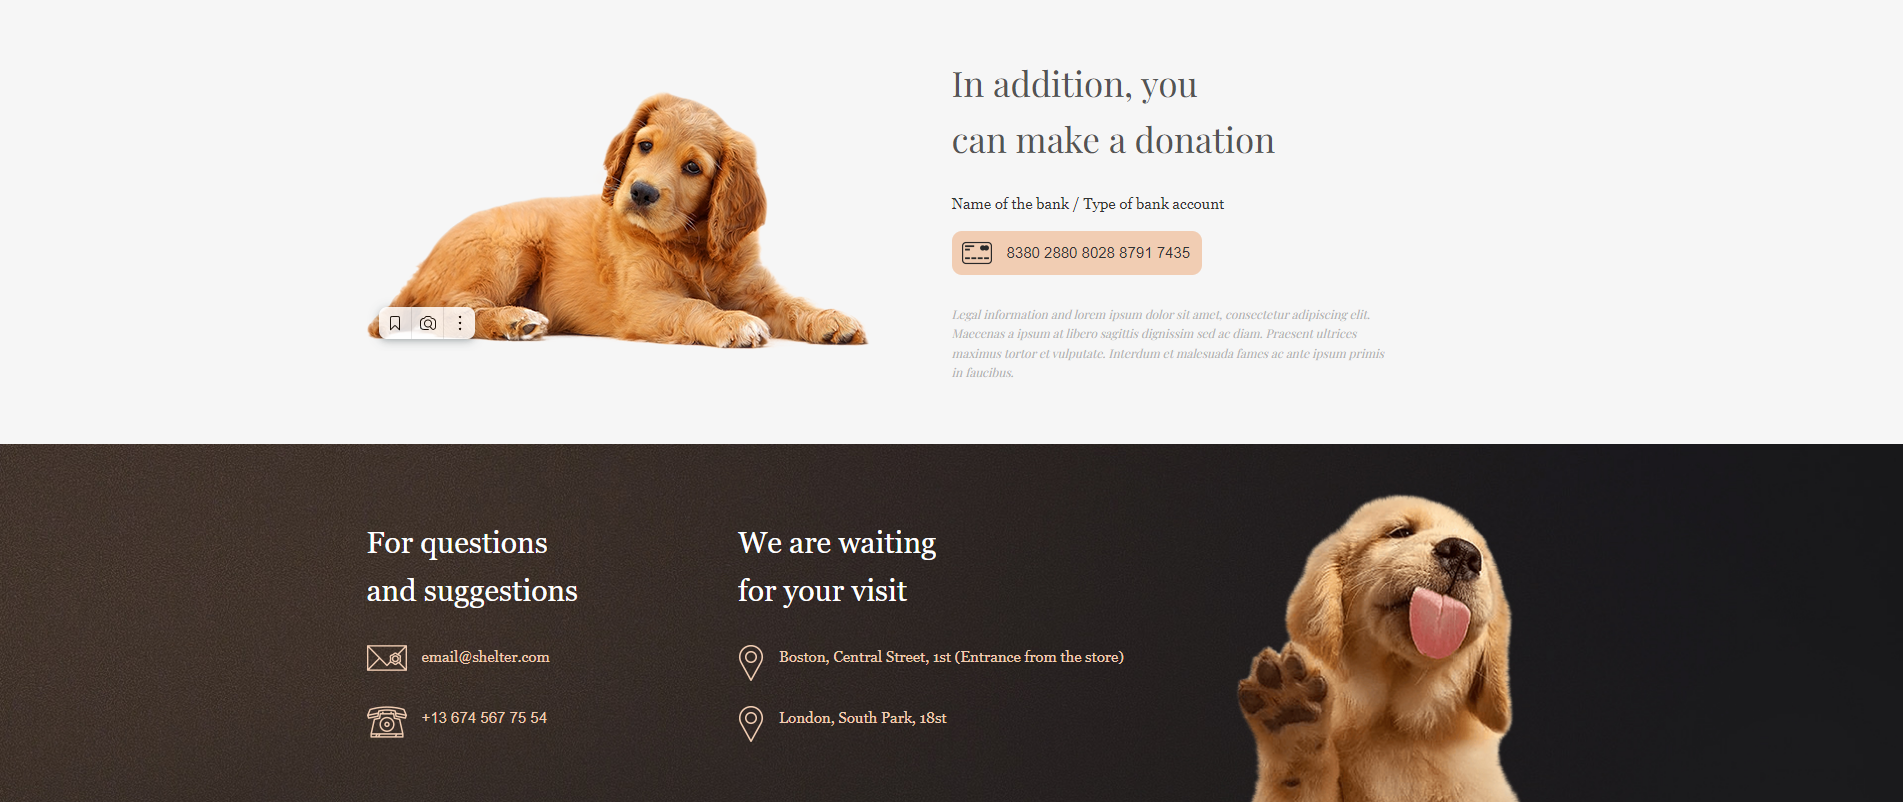 In addition, you
can make a donation
Name of the bank / Type of bank account
8380 2880 8028 8791 7435
Legal information and lorem ipsum dolor sit amet, consectetur adipiscing elit.
Maecenas a ipsum at libero sagittis dignissim sed ac diam. Praesent ultrices
maximus tortor et vulputate. Interdum et malesuada fames ac ante ipsum primis
in faucibus.
For questions
and suggestions
email@shelter.com
+13 674 567 75 54
We are waiting
for your visit
Boston, Central Street, 1st (Entrance from the store)
London, South Park, 18st